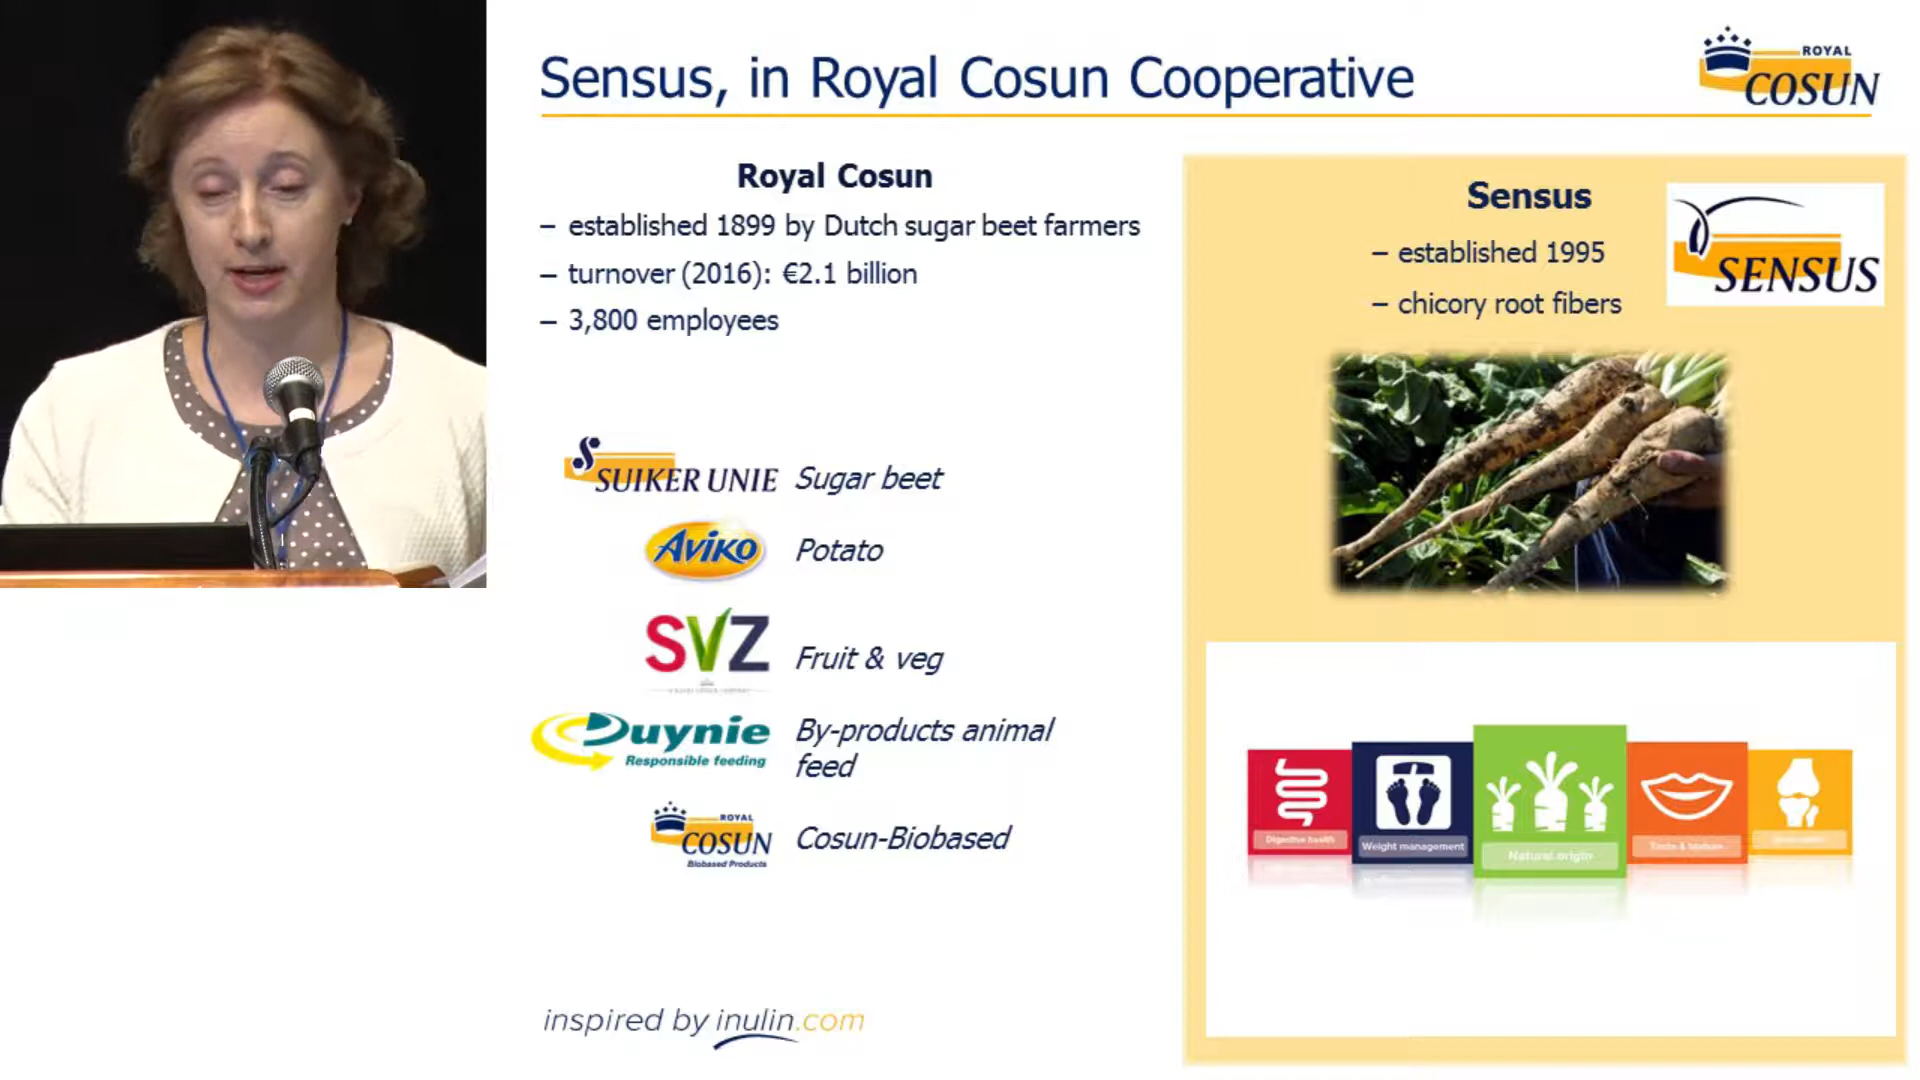 Sensus, in Royal Cosun Cooperative
ROYAL
COSUN
Royal Cosun
– established 1899 by Dutch sugar beet farmers
– turnover (2016): €2.1 billion
– 3,800 employees
SUIKER UNIE Sugar beet
Aviko Potato
SVZ Fruit & veg
Duynie By-products animal
Responsible feeding feed
ROYAL
COSUN Cosun-Biobased
Biobased Products
inspired by inulin.com
Sensus
– established 1995
– chicory root fibers
SENSUS
Digestive health
Weight management
Natural origin
Taste & texture